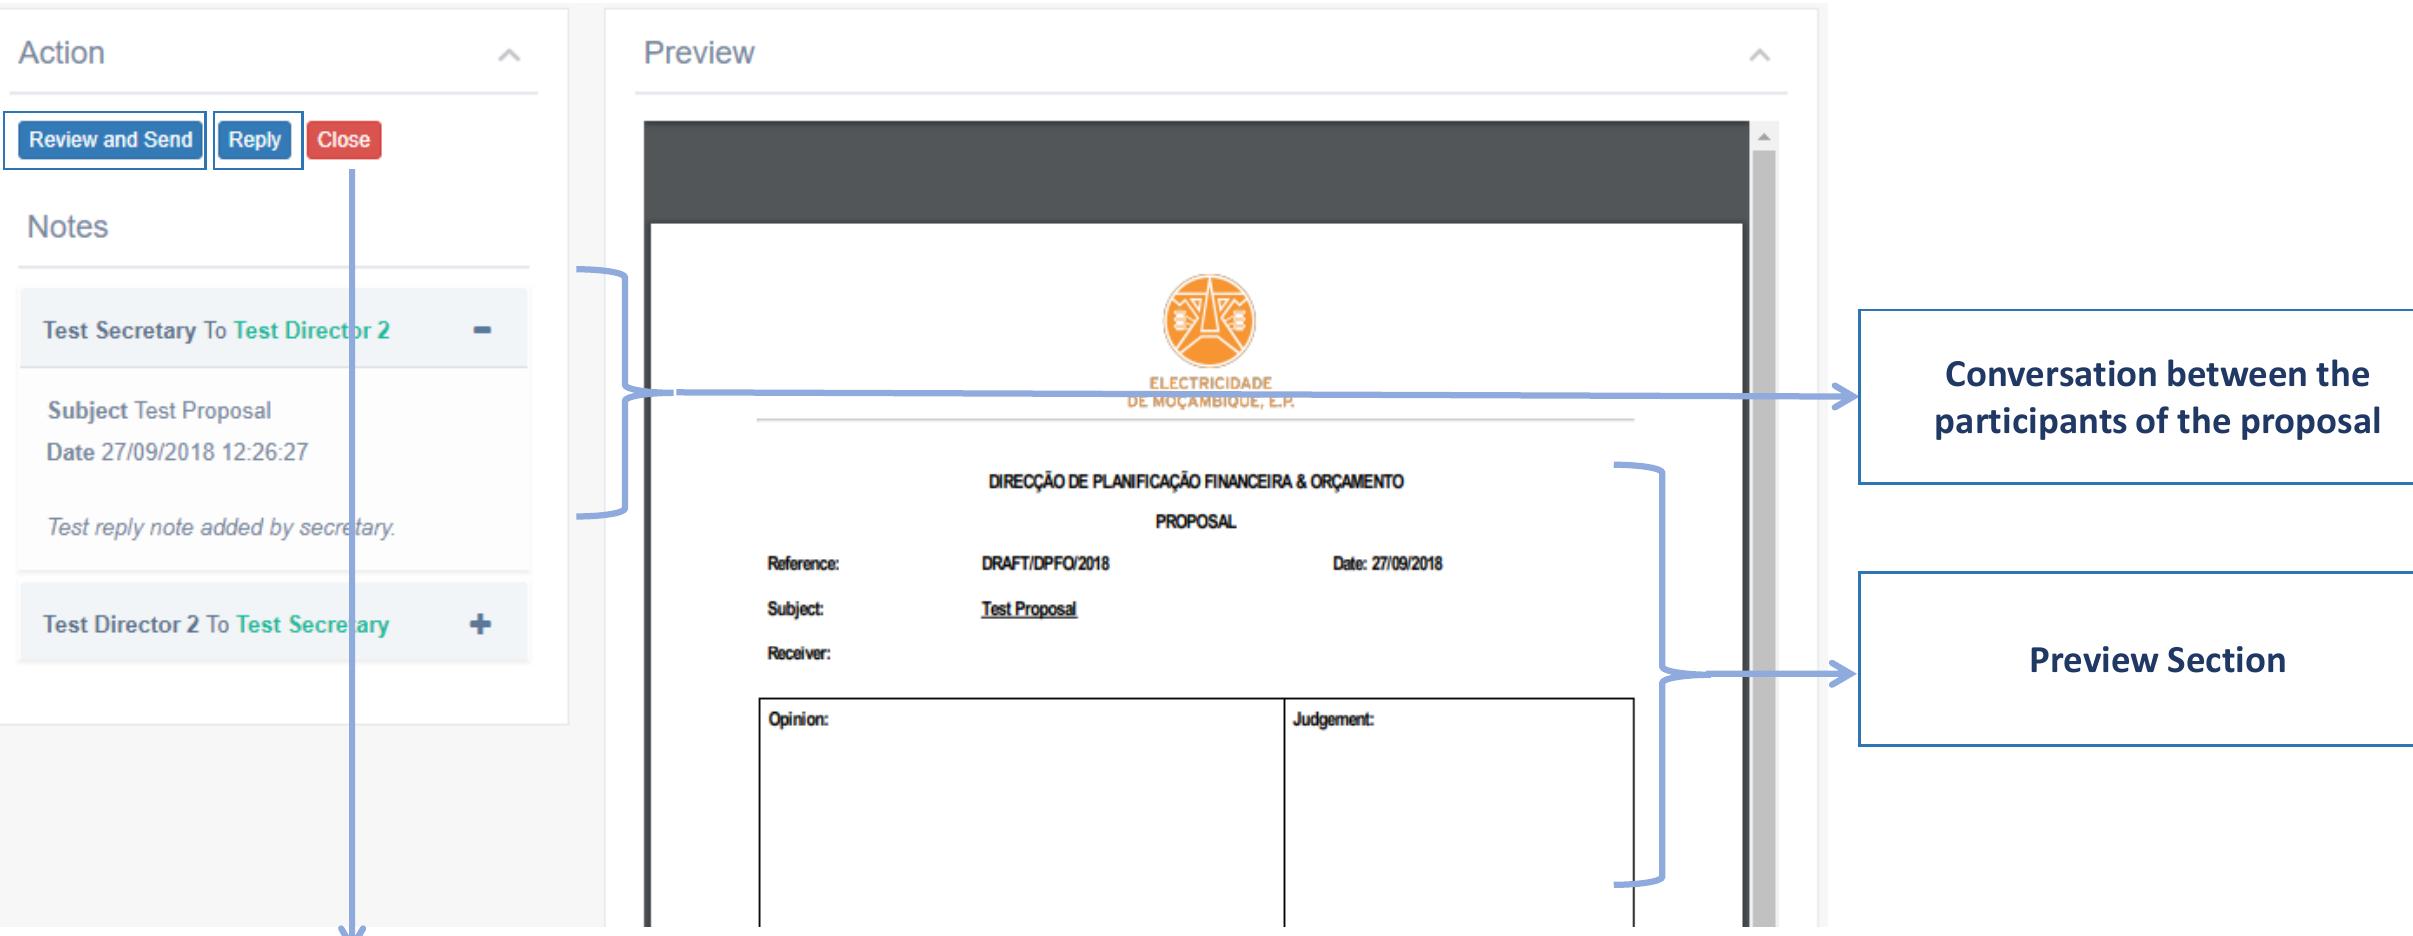 Action
Review and Send
Reply
Close
Notes
Test Secretary To Test Director 2
Subject Test Proposal
Date 27/09/2018 12:26:27
Test reply note added by secretary.
Test Director 2 To Test Secretary
Preview
ELECTRICIDADE
DE MOÇAMBIQUE, E.P.
DIRECÇÃO DE PLANIFICAÇÃO FINANCEIRA & ORÇAMENTO
PROPOSAL
Reference: DRAFT/DPFO/2018 Date: 27/09/2018
Subject: Test Proposal
Receiver:
Opinion: Judgement:
Conversation between the
participants of the proposal
Preview Section